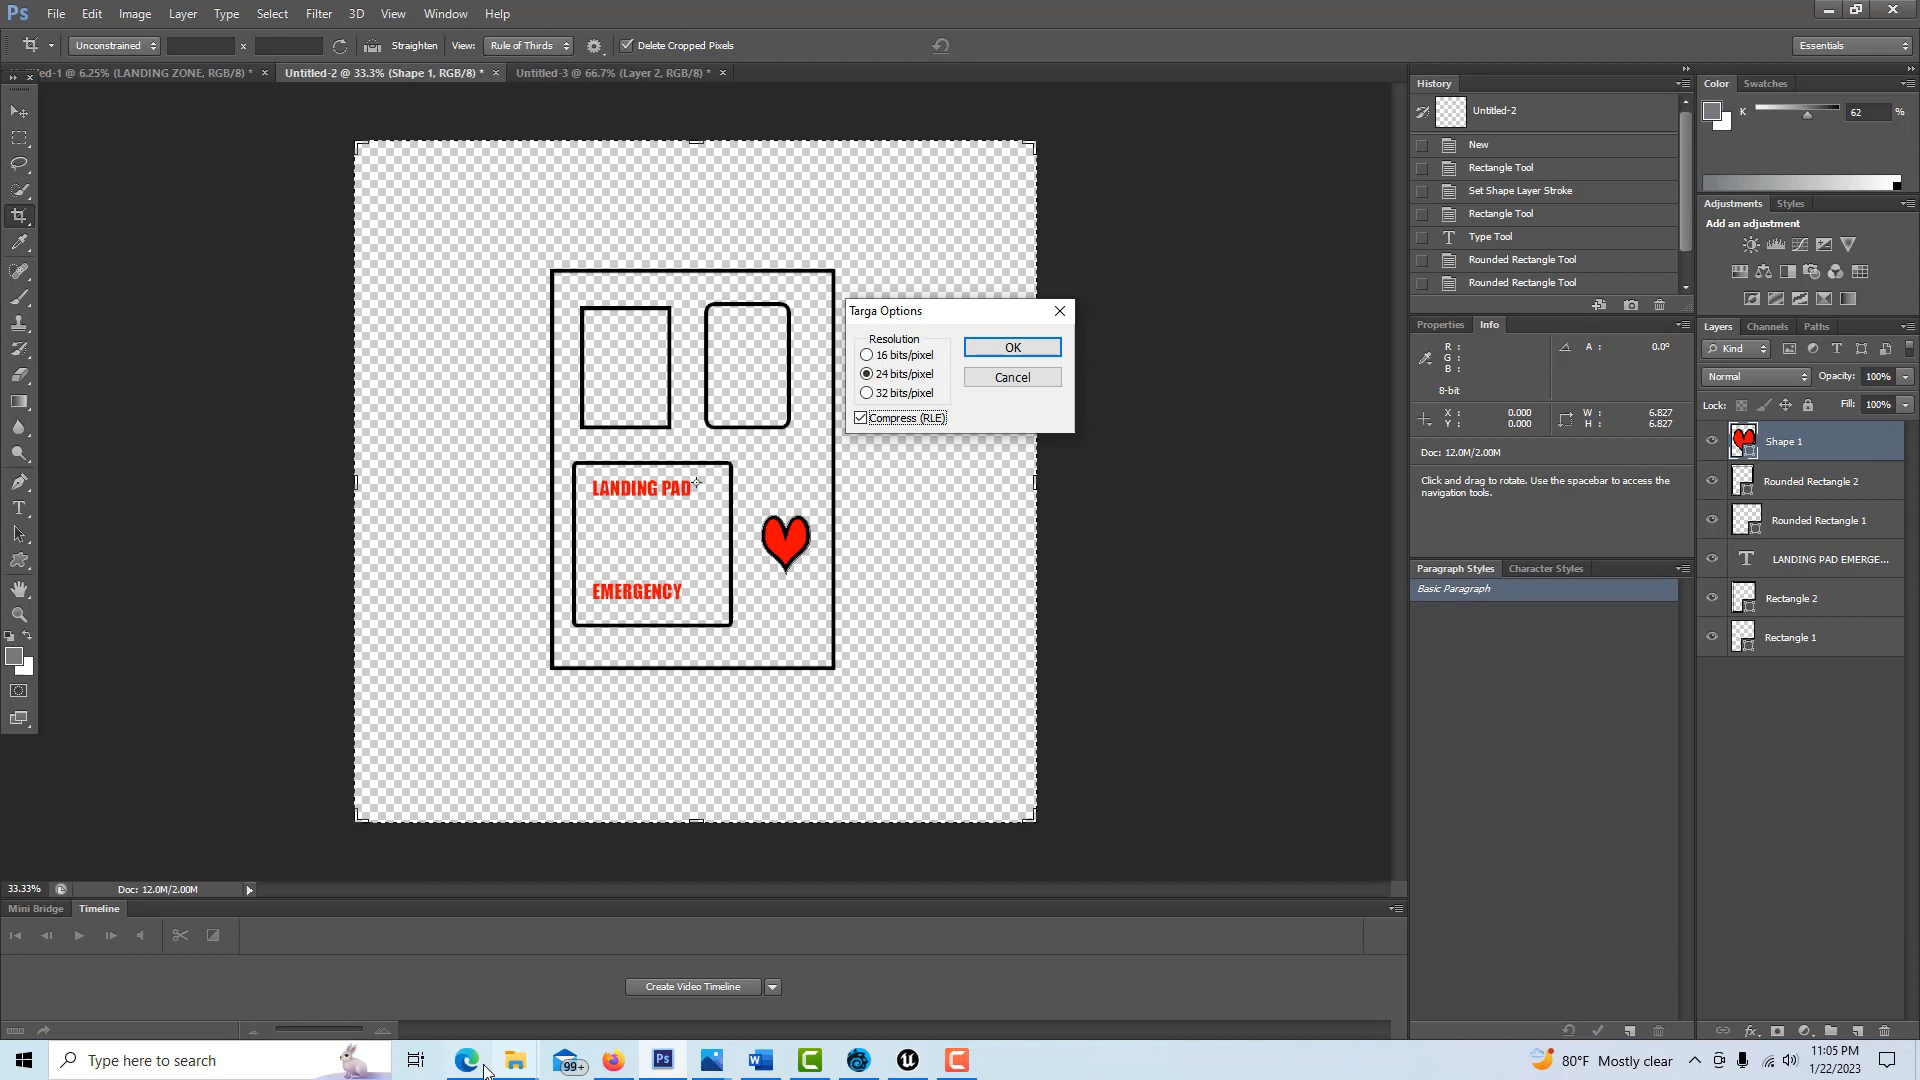 Ps File Edit Image Layer Type Select Filter 3D View Window Help
Unconstrained x Straighten View: Rule of Thirds Delete Cropped Pixels Essentials
ed-1 @ 6.25% (LANDING ZONE, RGB/8) * × Untitled-2 @ 33.3% (Shape 1, RGB/8) * × Untitled-3 @ 66.7% (Layer 2, RGB/8) * ×
History
Untitled-2
New
Rectangle Tool
Set Shape Layer Stroke
Rectangle Tool
Type Tool
Rounded Rectangle Tool
Rounded Rectangle Tool
Color Swatches
K 62 %
Adjustments Styles
Add an adjustment
Targa Options
Resolution
16 bits/pixel
24 bits/pixel
32 bits/pixel
Compress (RLE)
OK
Cancel
LANDING PAD
EMERGENCY
Properties Info
R :
G :
B :
8-bit
A : 0.0°
X : 0.000
Y : 0.000
W : 6.827
H : 6.827
Doc: 12.0M/2.00M
Click and drag to rotate. Use the spacebar to access the
navigation tools.
Paragraph Styles Character Styles
Basic Paragraph
Layers Channels Paths
Kind
Normal Opacity: 100%
Lock: Fill: 100%
Shape 1
Rounded Rectangle 2
Rounded Rectangle 1
LANDING PAD EMERGE...
Rectangle 2
Rectangle 1
33.33% Doc: 12.0M/2.00M
Mini Bridge Timeline
Create Video Timeline
Type here to search
99+
Ps
80°F Mostly clear
11:05 PM
1/22/2023